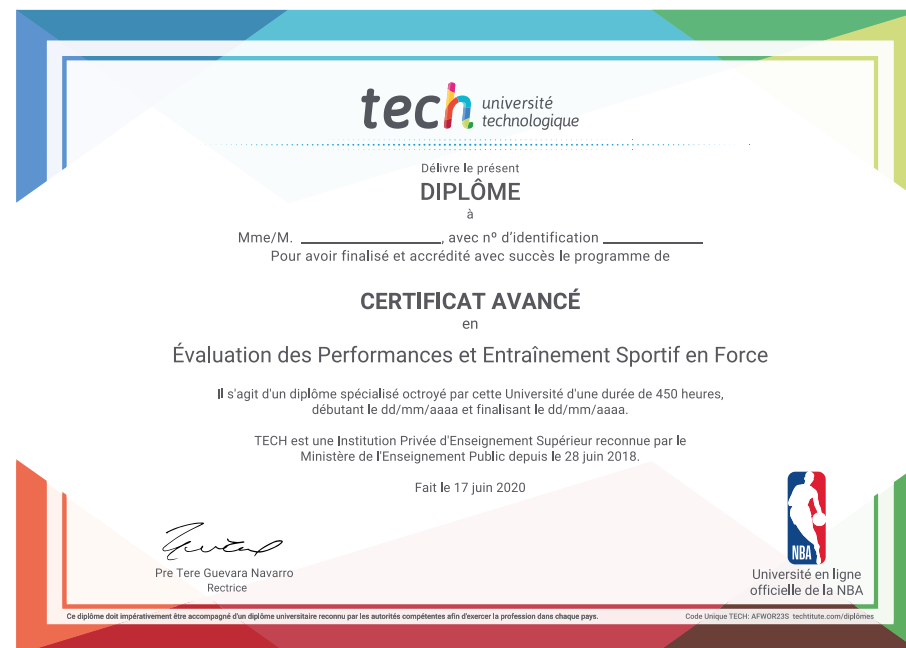 tech université
technologique
Délivre le présent
DIPLÔME
à
Mme/M. ____________________, avec nº d'identification ______________
Pour avoir finalisé et accrédité avec succès le programme de
CERTIFICAT AVANCÉ
en
Évaluation des Performances et Entraînement Sportif en Force
Il s'agit d'un diplôme spécialisé octroyé par cette Université d'une durée de 450 heures,
débutant le dd/mm/aaaa et finalisant le dd/mm/aaaa.
TECH est une Institution Privée d'Enseignement Supérieur reconnue par le
Ministère de l'Enseignement Public depuis le 28 juin 2018.
Fait le 17 juin 2020
Pre Tere Guevara Navarro
Rectrice
NBA
Université en ligne
officielle de la NBA
Ce diplôme doit impérativement être accompagné d'un diplôme universitaire reconnu par les autorités compétentes afin d'exercer la profession dans chaque pays.
Code Unique TECH: AFWOR23S techtitute.com/diplômes